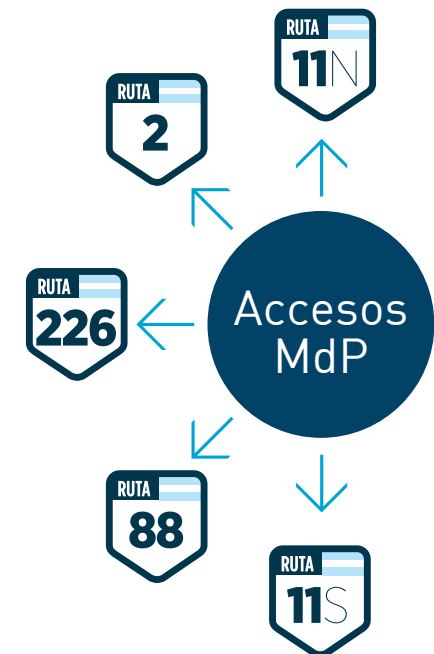 RUTA
11N
RUTA
2
RUTA
226
Accesos
MdP
RUTA
88
RUTA
11S